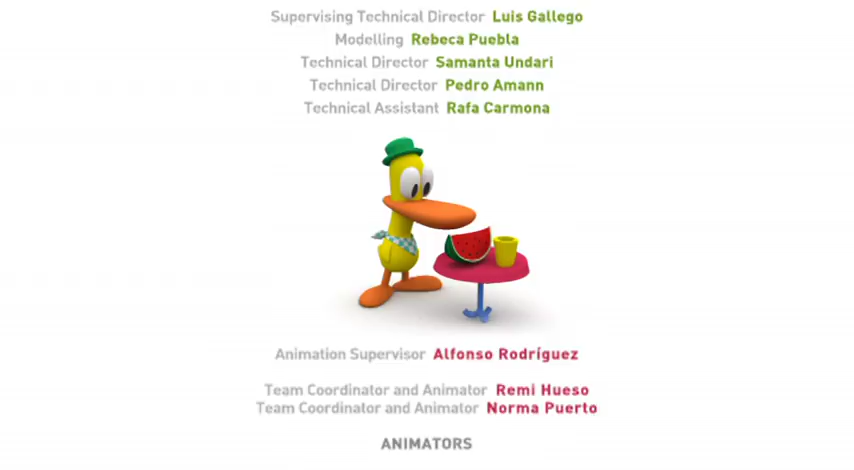 Supervising Technical Director Luis Gallego
Modelling Rebeca Puebla
Technical Director Samanta Undari
Technical Director Pedro Amann
Technical Assistant Rafa Carmona
Animation Supervisor Alfonso Rodríguez
Team Coordinator and Animator Remi Hueso
Team Coordinator and Animator Norma Puerto
ANIMATORS